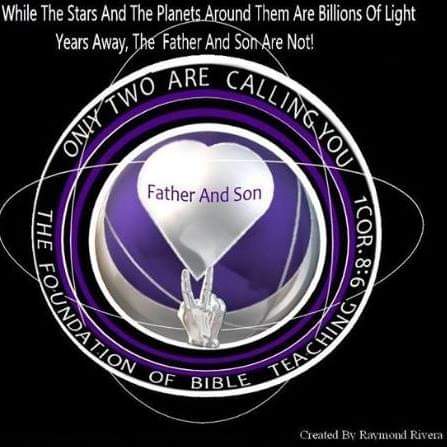 While The Stars And The Planets Around Them Are Billions Of Light
Years Away, The Father And Son Are Not!
ONLY TWO ARE CALLING YOU
1COR.8:6
THE FOUNDATION OF BIBLE TEACHING
Father And Son
Created By Raymond Rivera